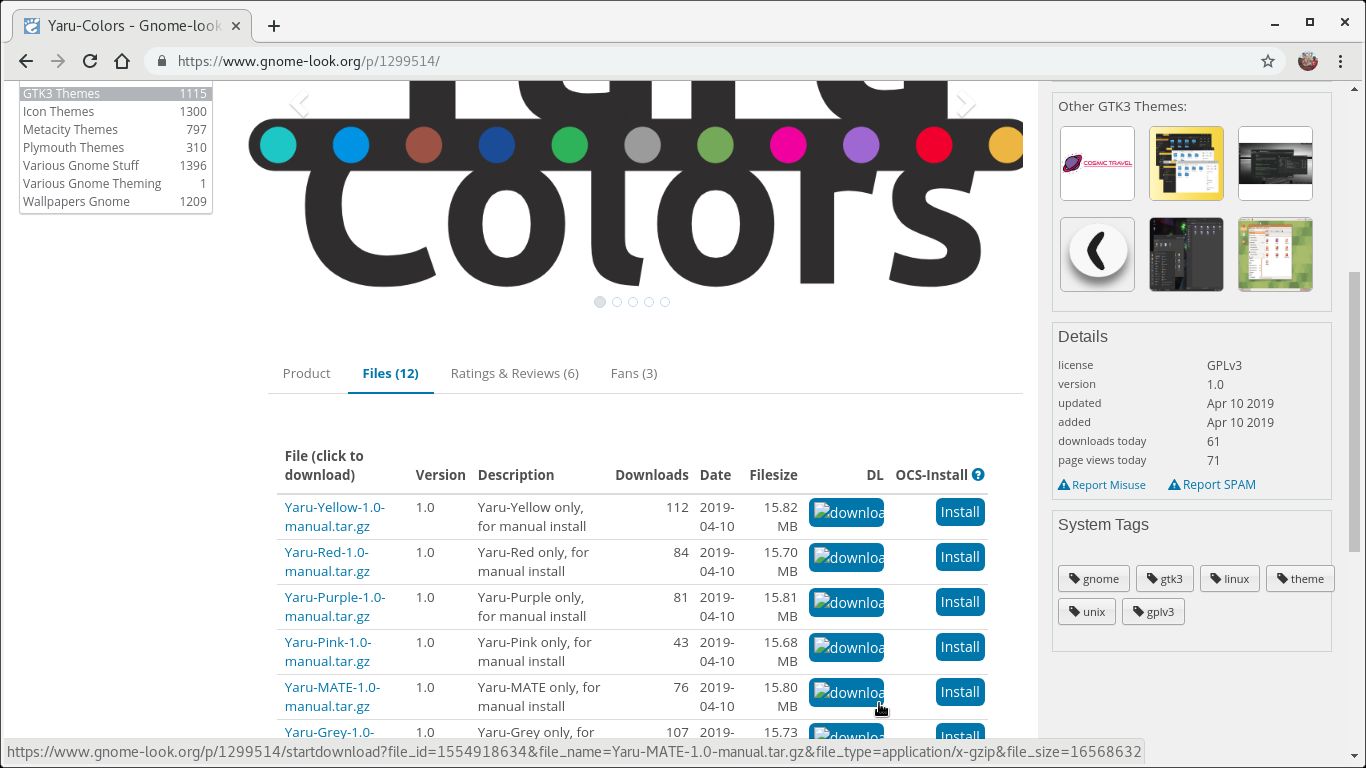 Yaru-Colors - Gnome-look
https://www.gnome-look.org/p/1299514/
GTK3 Themes 1115
Icon Themes 1300
Metacity Themes 797
Plymouth Themes 310
Various Gnome Stuff 1396
Various Gnome Theming 1
Wallpapers Gnome 1209
Yaru
Colors
Product
Files (12)
Ratings & Reviews (6)
Fans (3)
File (click to download) Version Description Downloads Date Filesize DL OCS-Install
Yaru-Yellow-1.0- 1.0 Yaru-Yellow only, 112 2019- 15.82 downloa Install
manual.tar.gz for manual install 04-10 MB
Yaru-Red-1.0- 1.0 Yaru-Red only, for 84 2019- 15.70 downloa Install
manual.tar.gz manual install 04-10 MB
Yaru-Purple-1.0- 1.0 Yaru-Purple only, 81 2019- 15.81 downloa Install
manual.tar.gz for manual install 04-10 MB
Yaru-Pink-1.0- 1.0 Yaru-Pink only, for 43 2019- 15.68 downloa Install
manual.tar.gz manual install 04-10 MB
Yaru-MATE-1.0- 1.0 Yaru-MATE only, for 76 2019- 15.80 downloa Install
manual.tar.gz manual install 04-10 MB
Yaru-Grey-1.0- 1.0 Yaru-Grey only, for 107 2019- 15.73 downloa Install
Other GTK3 Themes:
COSMIC TRAVEL
Details
license GPLv3
version 1.0
updated Apr 10 2019
added Apr 10 2019
downloads today 61
page views today 71
Report Misuse Report SPAM
System Tags
gnome gtk3 linux theme
unix gplv3
https://www.gnome-look.org/p/1299514/startdownload?file_id=1554918634&file_name=Yaru-MATE-1.0-manual.tar.gz&file_type=application/x-gzip&file_size=16568632